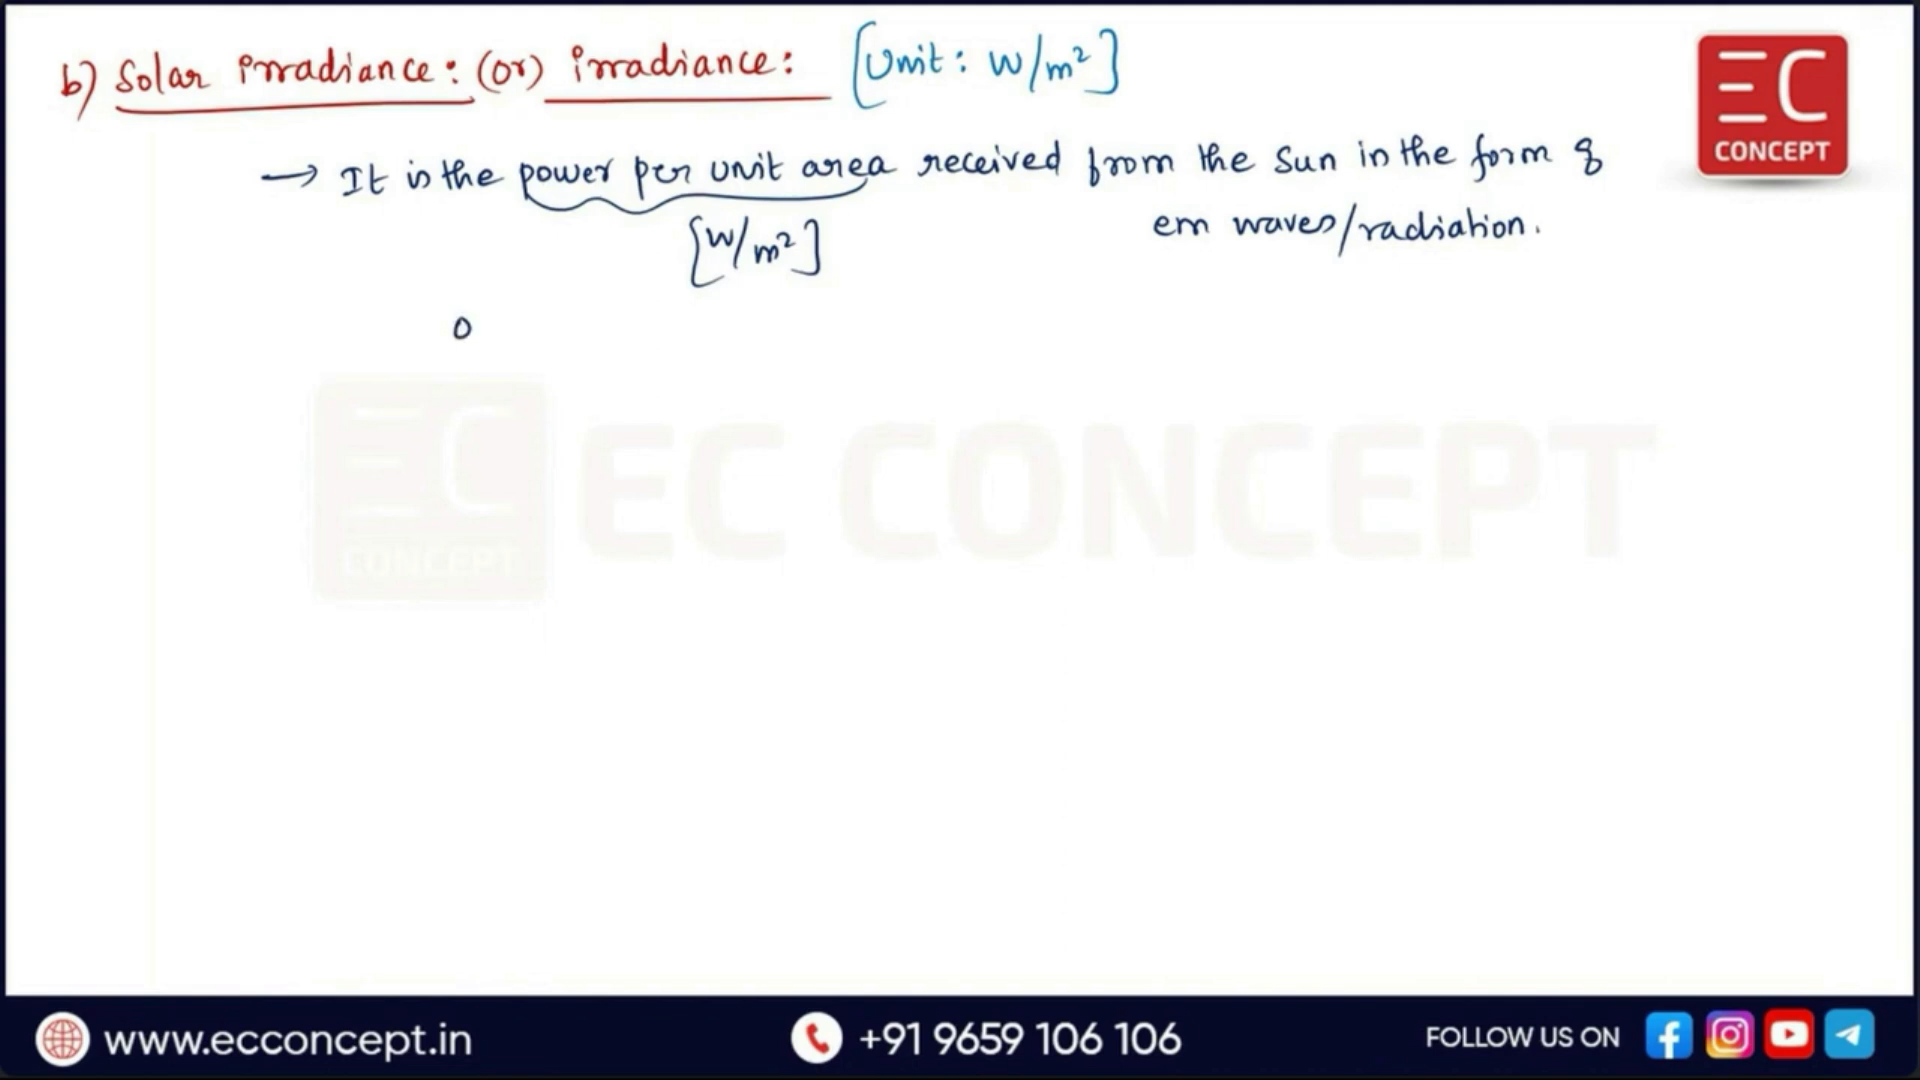 b) Solar irradiance: (or) irradiance: [Unit: W/m²]
EC
CONCEPT
→ It is the power per unit area received from the sun in the form of
em waves/radiation.
[W/m²]
o
EC CONCEPT
EC CONCEPT
www.ecconcept.in
+91 9659 106 106
FOLLOW US ON